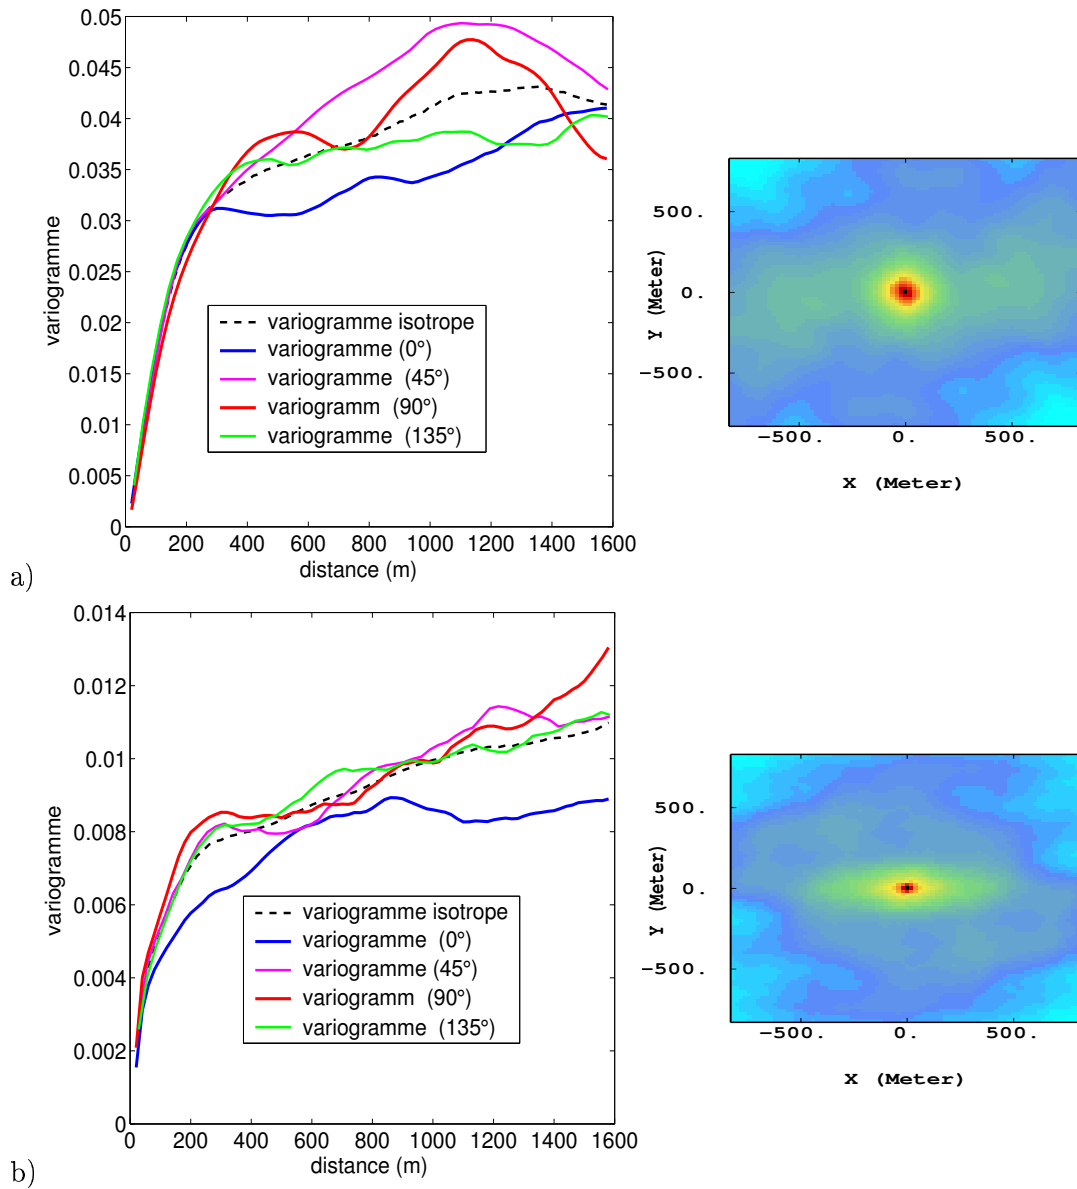 0.05
0.045
0.04
0.035
0.03
0.025
0.02
0.015
0.01
0.005
0
variogramme
variogramme isotrope
variogramme (0°)
variogramme (45°)
variogramm (90°)
variogramme (135°)
0 200 400 600 800 1000 1200 1400 1600
distance (m)
a)
500.
0.
−500.
Y (Meter)
−500. 0. 500.
X (Meter)
0.014
0.012
0.01
0.008
0.006
0.004
0.002
0
variogramme
variogramme isotrope
variogramme (0°)
variogramme (45°)
variogramm (90°)
variogramme (135°)
0 200 400 600 800 1000 1200 1400 1600
distance (m)
b)
500.
0.
−500.
Y (Meter)
−500. 0. 500.
X (Meter)